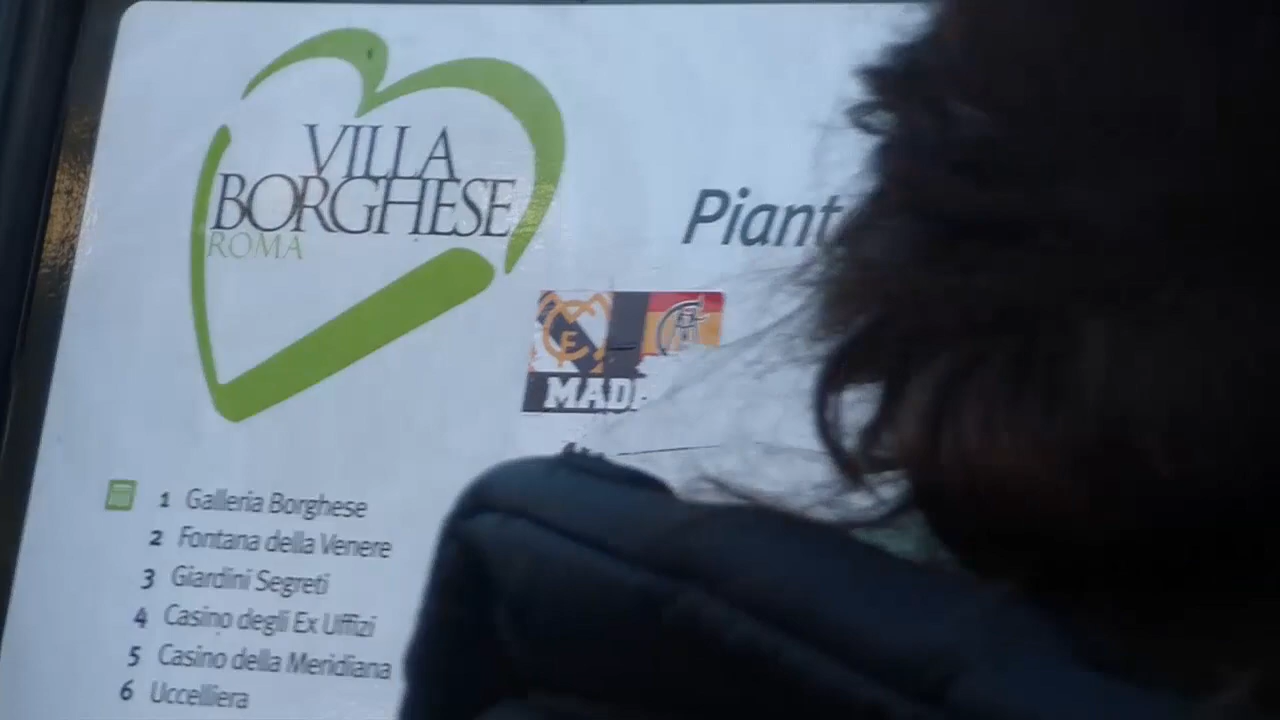 VILLA
BORGHESE
ROMA
Piant
MAD
1 Galleria Borghese
2 Fontana della Venere
3 Giardini Segreti
4 Casino degli Ex Uffizi
5 Casino della Meridiana
6 Uccelliera